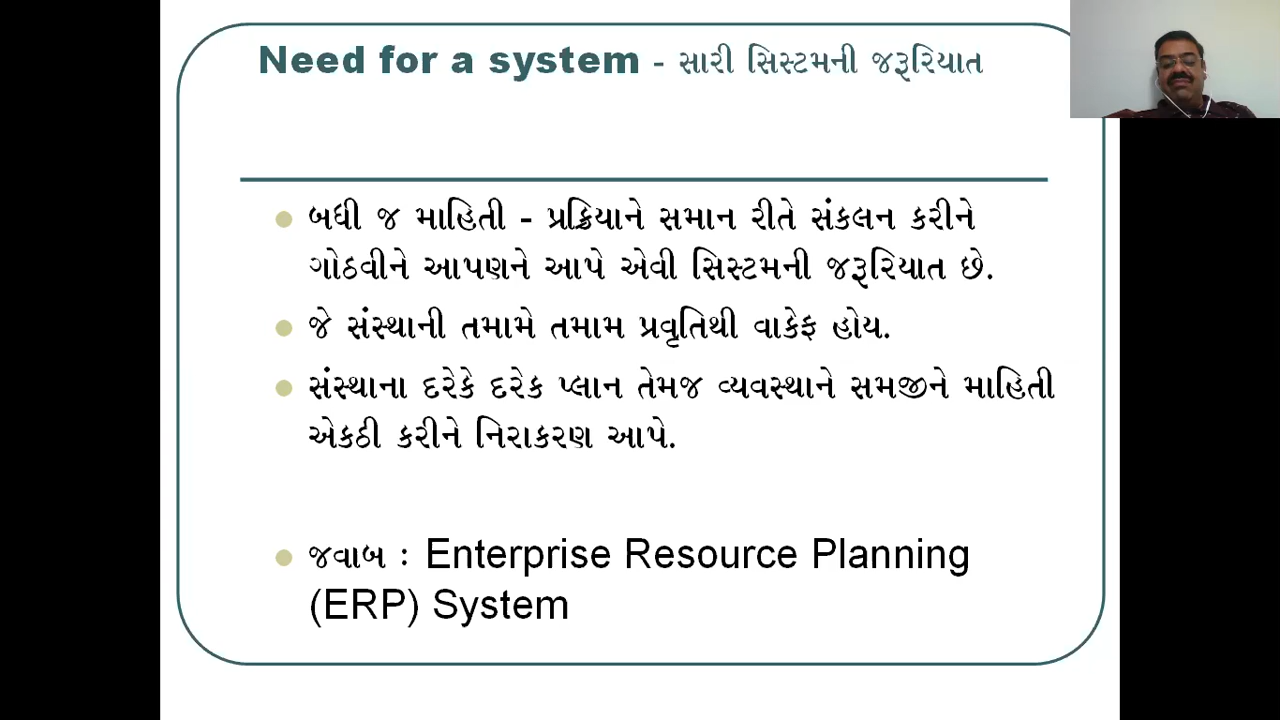 Need for a system - સારી સિસ્ટમની જરૂરિયાત
બધી જ માહિતી - પ્રક્રિયાને સમાન રીતે સંકલન કરીને
ગોઠવીને આપણને આપે એવી સિસ્ટમની જરૂરિયાત છે.
જે સંસ્થાની તમામે તમામ પ્રવૃતિથી વાકેફ હોય.
સંસ્થાના દરેકે દરેક પ્લાન તેમજ વ્યવસ્થાને સમજીને માહિતી
એકઠી કરીને નિરાકરણ આપે.
જવાબ : Enterprise Resource Planning
(ERP) System